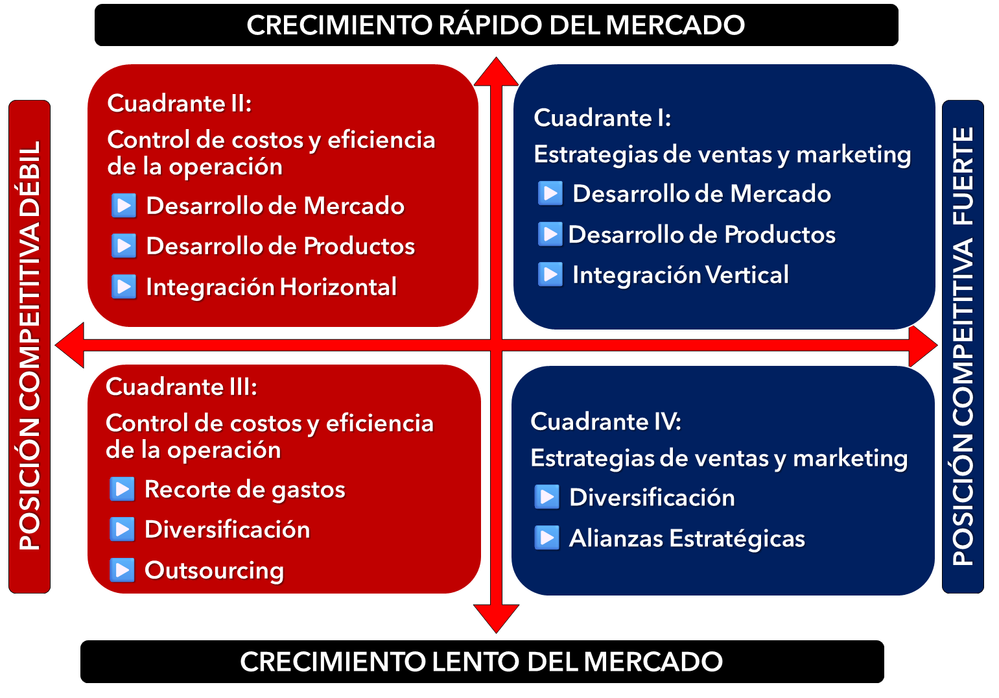 CRECIMIENTO RÁPIDO DEL MERCADO
POSICIÓN COMPEITITIVA DÉBIL
Cuadrante II:
Control de costos y eficiencia
de la operación
Desarrollo de Mercado
Desarrollo de Productos
Integración Horizontal
Cuadrante I:
Estrategias de ventas y marketing
Desarrollo de Mercado
Desarrollo de Productos
Integración Vertical
POSICIÓN COMPEITITIVA FUERTE
Cuadrante III:
Control de costos y eficiencia
de la operación
Recorte de gastos
Diversificación
Outsourcing
Cuadrante IV:
Estrategias de ventas y marketing
Diversificación
Alianzas Estratégicas
CRECIMIENTO LENTO DEL MERCADO